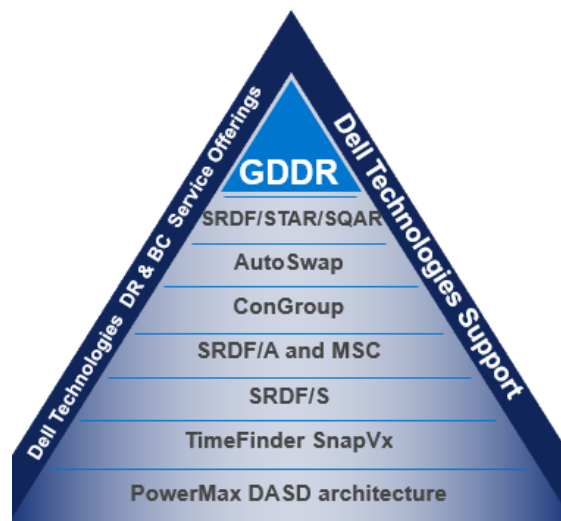 Dell Technologies DR & BC Service Offerings
Dell Technologies Support
GDDR
SRDF/STAR/SQAR
AutoSwap
ConGroup
SRDF/A and MSC
SRDF/S
TimeFinder SnapVx
PowerMax DASD architecture